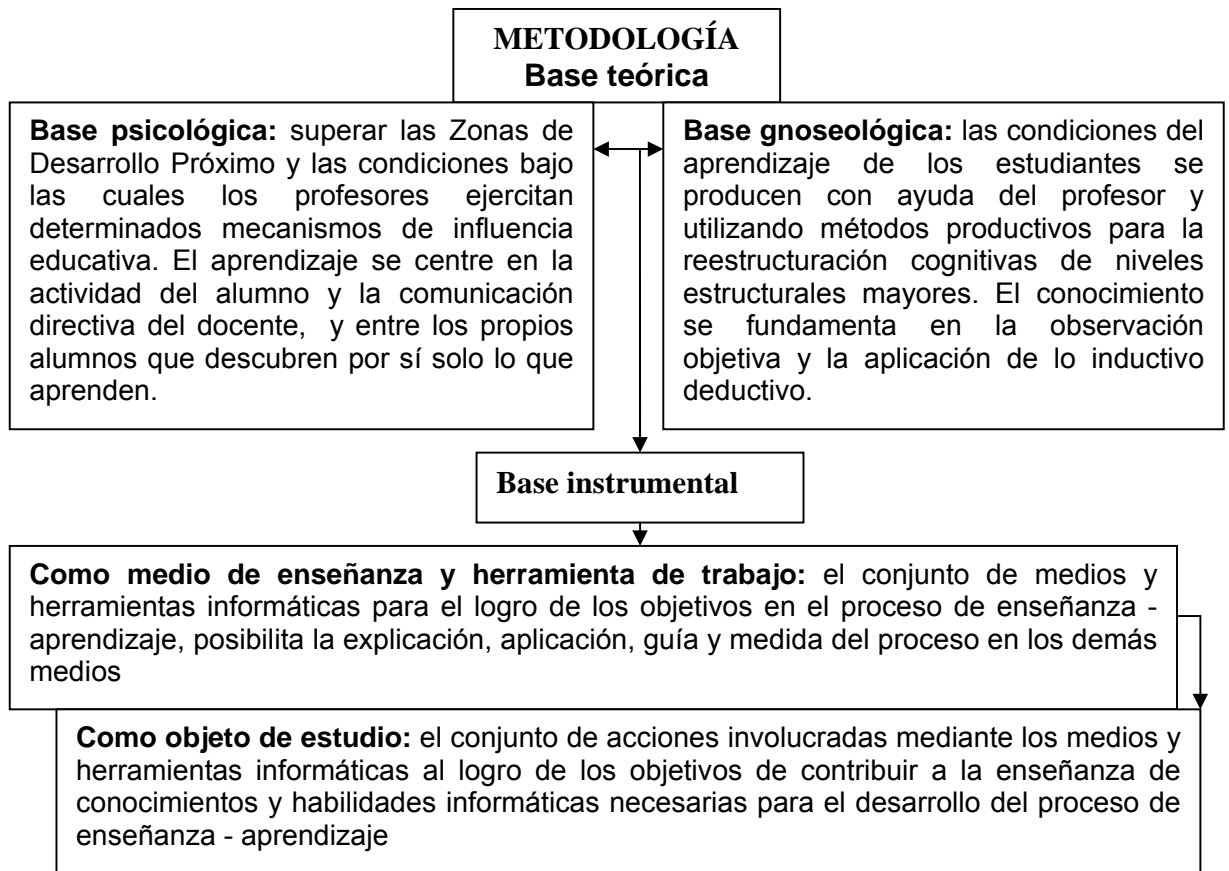 METODOLOGÍA
Base teórica
Base psicológica: superar las Zonas de
Desarrollo Próximo y las condiciones bajo
las cuales los profesores ejercitan
determinados mecanismos de influencia
educativa. El aprendizaje se centre en la
actividad del alumno y la comunicación
directiva del docente, y entre los propios
alumnos que descubren por sí solo lo que
aprenden.
Base gnoseológica: las condiciones del
aprendizaje de los estudiantes se
producen con ayuda del profesor y
utilizando métodos productivos para la
reestructuración cognitivas de niveles
estructurales mayores. El conocimiento
se fundamenta en la observación
objetiva y la aplicación de lo inductivo
deductivo.
Base instrumental
Como medio de enseñanza y herramienta de trabajo: el conjunto de medios y
herramientas informáticas para el logro de los objetivos en el proceso de enseñanza -
aprendizaje, posibilita la explicación, aplicación, guía y medida del proceso en los demás
medios
Como objeto de estudio: el conjunto de acciones involucradas mediante los medios y
herramientas informáticas al logro de los objetivos de contribuir a la enseñanza de
conocimientos y habilidades informáticas necesarias para el desarrollo del proceso de
enseñanza - aprendizaje